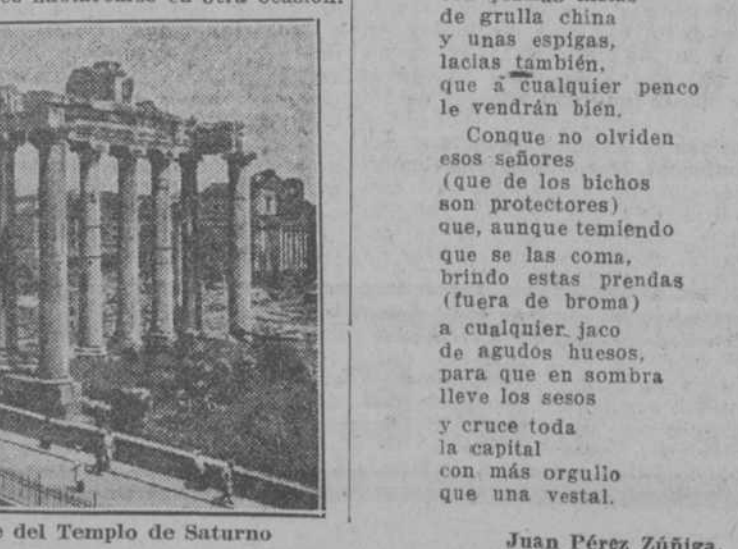 de grulla china
y unas espigas,
lacias también,
que a cualquier penco
le vendrán bien.
Conque no olviden
esos señores
(que de los bichos
son protectores)
que, aunque temiendo
que se las coma,
brindo estas prendas
(fuera de broma)
a cualquier jaco
de agudos huesos,
para que en sombra
lleve los sesos
y cruce toda
la capital
con más orgullo
que una vestal.
Juan Pérez Zúñiga.
del Templo de Saturno